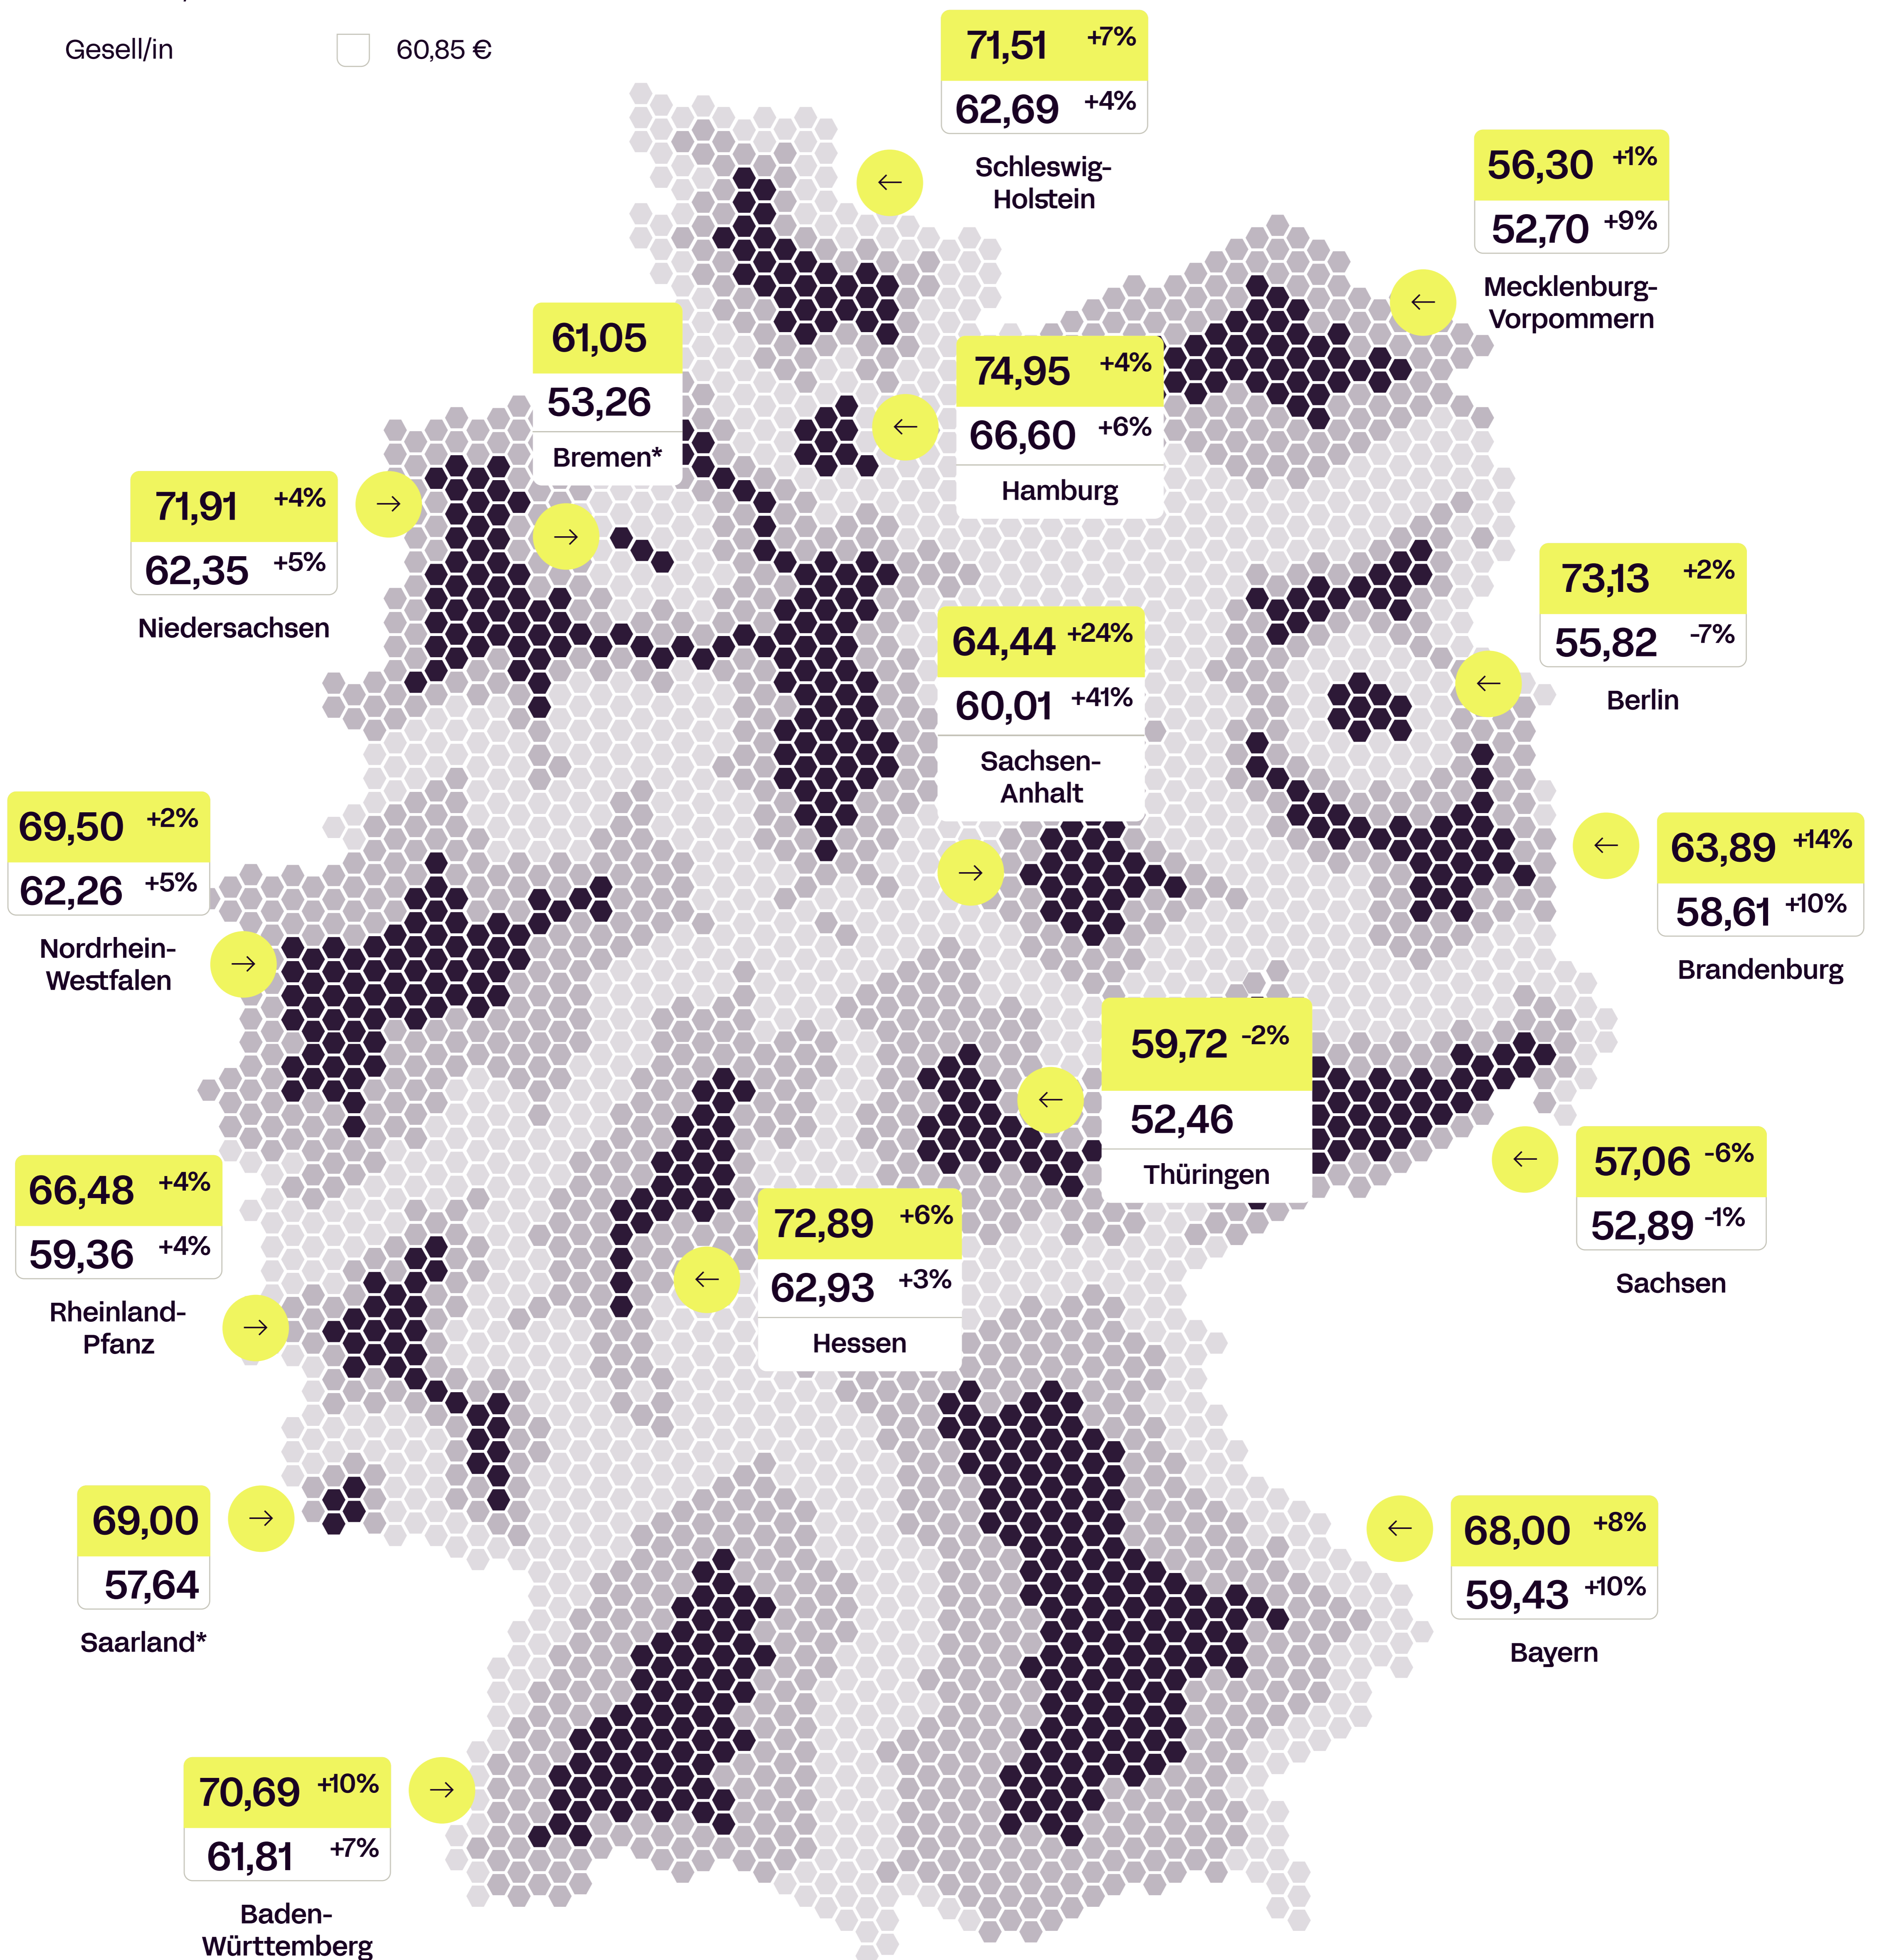 Gesell/in 60,85 €
71,51 +7%
62,69 +4%
Schleswig-
Holstein
56,30 +1%
52,70 +9%
Mecklenburg-
Vorpommern
61,05
53,26
Bremen*
74,95 +4%
66,60 +6%
Hamburg
71,91 +4%
62,35 +5%
Niedersachsen
73,13 +2%
55,82 -7%
Berlin
64,44 +24%
60,01 +41%
Sachsen-
Anhalt
69,50 +2%
62,26 +5%
Nordrhein-
Westfalen
63,89 +14%
58,61 +10%
Brandenburg
59,72 -2%
52,46
Thüringen
57,06 -6%
52,89 -1%
Sachsen
66,48 +4%
59,36 +4%
Rheinland-
Pfanz
72,89 +6%
62,93 +3%
Hessen
69,00
57,64
Saarland*
68,00 +8%
59,43 +10%
Bayern
70,69 +10%
61,81 +7%
Baden-
Württemberg